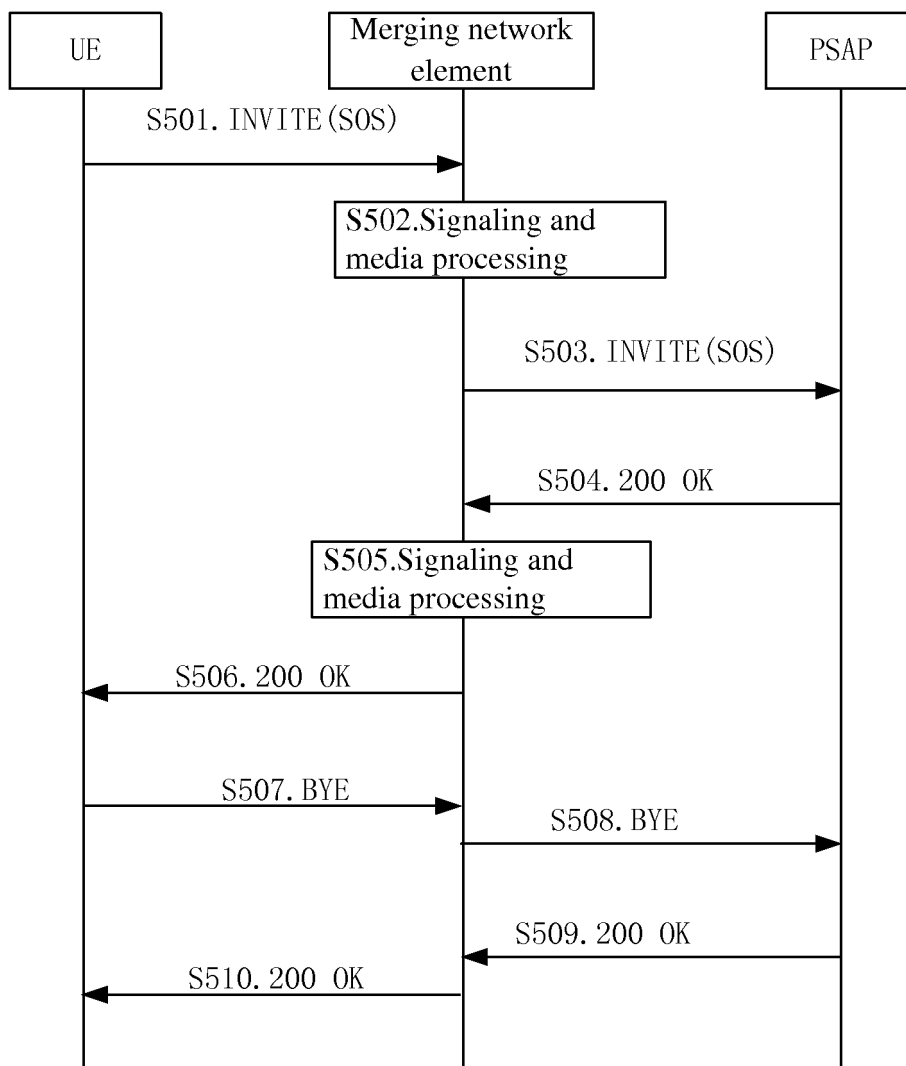 UE
Merging network
element
PSAP
S501. INVITE(SOS)
S502.Signaling and
media processing
S503. INVITE(SOS)
S504. 200 OK
S505.Signaling and
media processing
S506. 200 OK
S507. BYE
S508. BYE
S509. 200 OK
S510. 200 OK